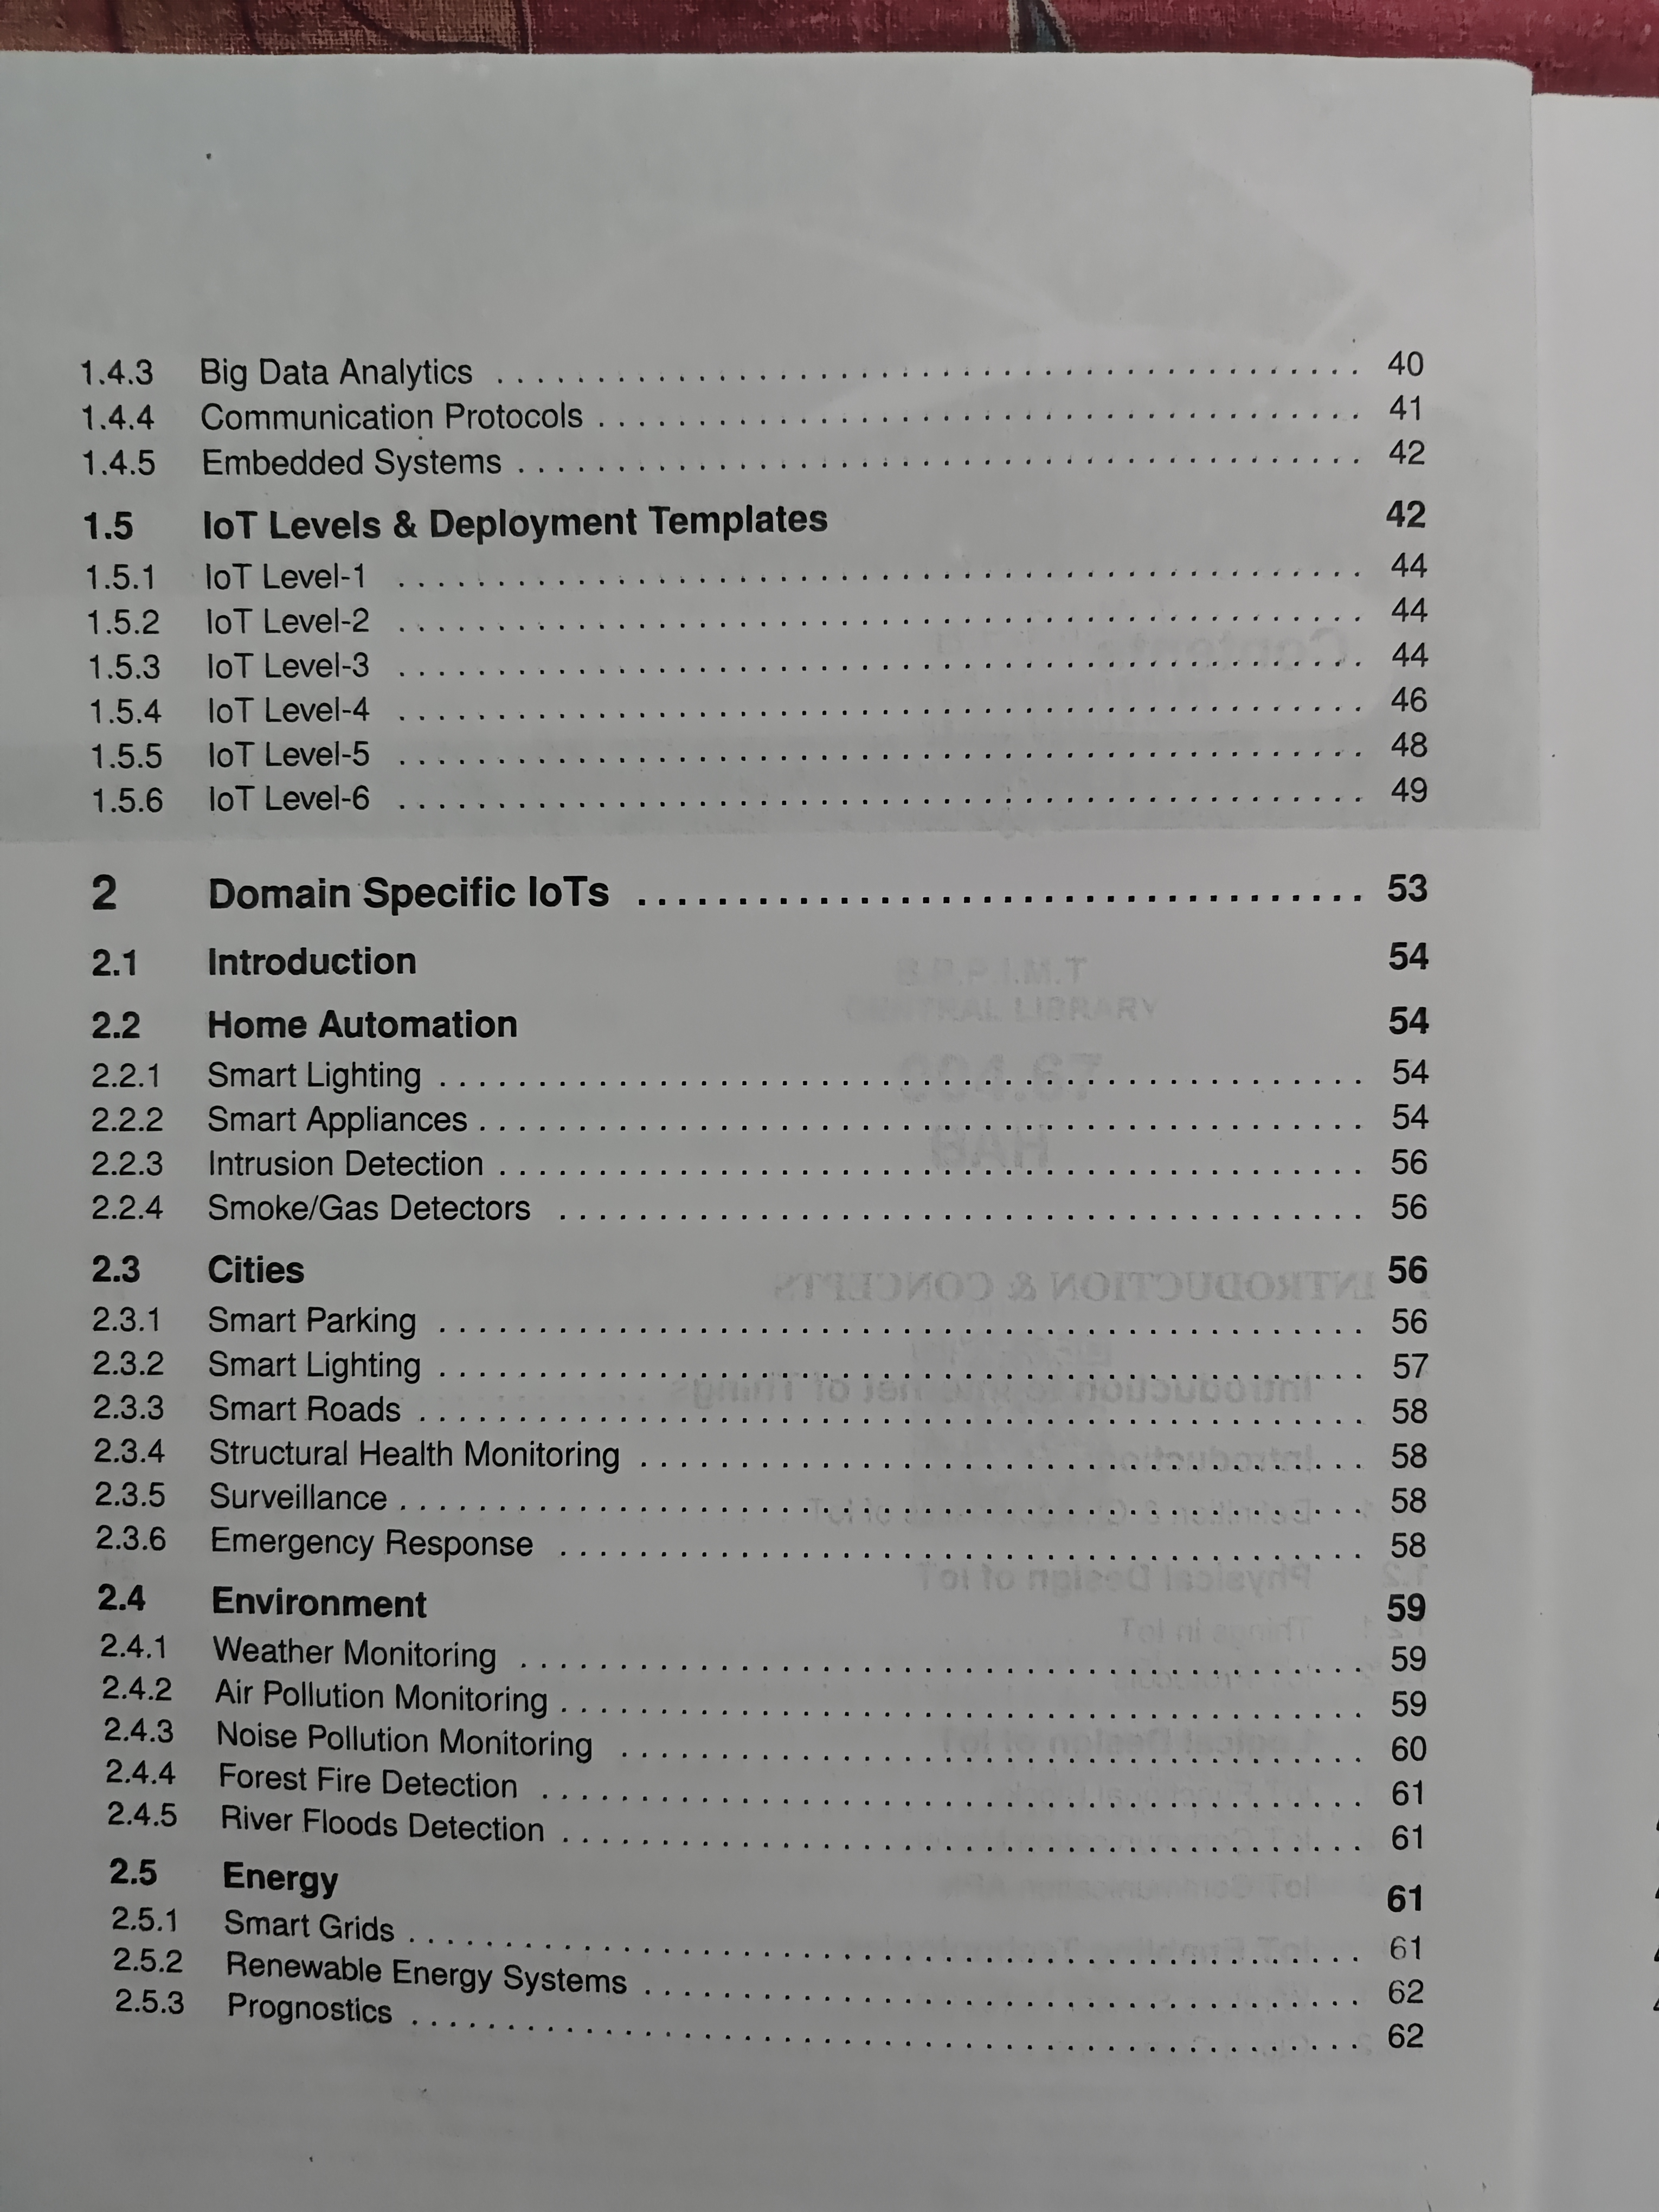 1.4.3 Big Data Analytics . . . . . . . . . . . . . . . . . . . . 40
1.4.4 Communication Protocols . . . . . . . . . . . . . . . . . . . . 41
1.4.5 Embedded Systems . . . . . . . . . . . . . . . . . . . . 42
1.5 IoT Levels & Deployment Templates 42
1.5.1 IoT Level-1 . . . . . . . . . . . . . . . . . . . . 44
1.5.2 IoT Level-2 . . . . . . . . . . . . . . . . . . . . 44
1.5.3 IoT Level-3 . . . . . . . . . . . . . . . . . . . . 44
1.5.4 IoT Level-4 . . . . . . . . . . . . . . . . . . . . 46
1.5.5 IoT Level-5 . . . . . . . . . . . . . . . . . . . . 48
1.5.6 IoT Level-6 . . . . . . . . . . . . . . . . . . . . 49
2 Domain Specific IoTs . . . . . . . . . . . . . . . . . . . . 53
2.1 Introduction 54
2.2 Home Automation 54
2.2.1 Smart Lighting . . . . . . . . . . . . . . . . . . . . 54
2.2.2 Smart Appliances . . . . . . . . . . . . . . . . . . . . 54
2.2.3 Intrusion Detection . . . . . . . . . . . . . . . . . . . . 56
2.2.4 Smoke/Gas Detectors . . . . . . . . . . . . . . . . . . . . 56
2.3 Cities 56
2.3.1 Smart Parking . . . . . . . . . . . . . . . . . . . . 56
2.3.2 Smart Lighting . . . . . . . . . . . . . . . . . . . . 57
2.3.3 Smart Roads . . . . . . . . . . . . . . . . . . . . 58
2.3.4 Structural Health Monitoring . . . . . . . . . . . . . . . . . . . . 58
2.3.5 Surveillance . . . . . . . . . . . . . . . . . . . . 58
2.3.6 Emergency Response . . . . . . . . . . . . . . . . . . . . 58
2.4 Environment 59
2.4.1 Weather Monitoring . . . . . . . . . . . . . . . . . . . . 59
2.4.2 Air Pollution Monitoring . . . . . . . . . . . . . . . . . . . . 59
2.4.3 Noise Pollution Monitoring . . . . . . . . . . . . . . . . . . . . 60
2.4.4 Forest Fire Detection . . . . . . . . . . . . . . . . . . . . 61
2.4.5 River Floods Detection . . . . . . . . . . . . . . . . . . . . 61
2.5 Energy 61
2.5.1 Smart Grids . . . . . . . . . . . . . . . . . . . . 61
2.5.2 Renewable Energy Systems . . . . . . . . . . . . . . . . . . . . 62
2.5.3 Prognostics . . . . . . . . . . . . . . . . . . . . 62